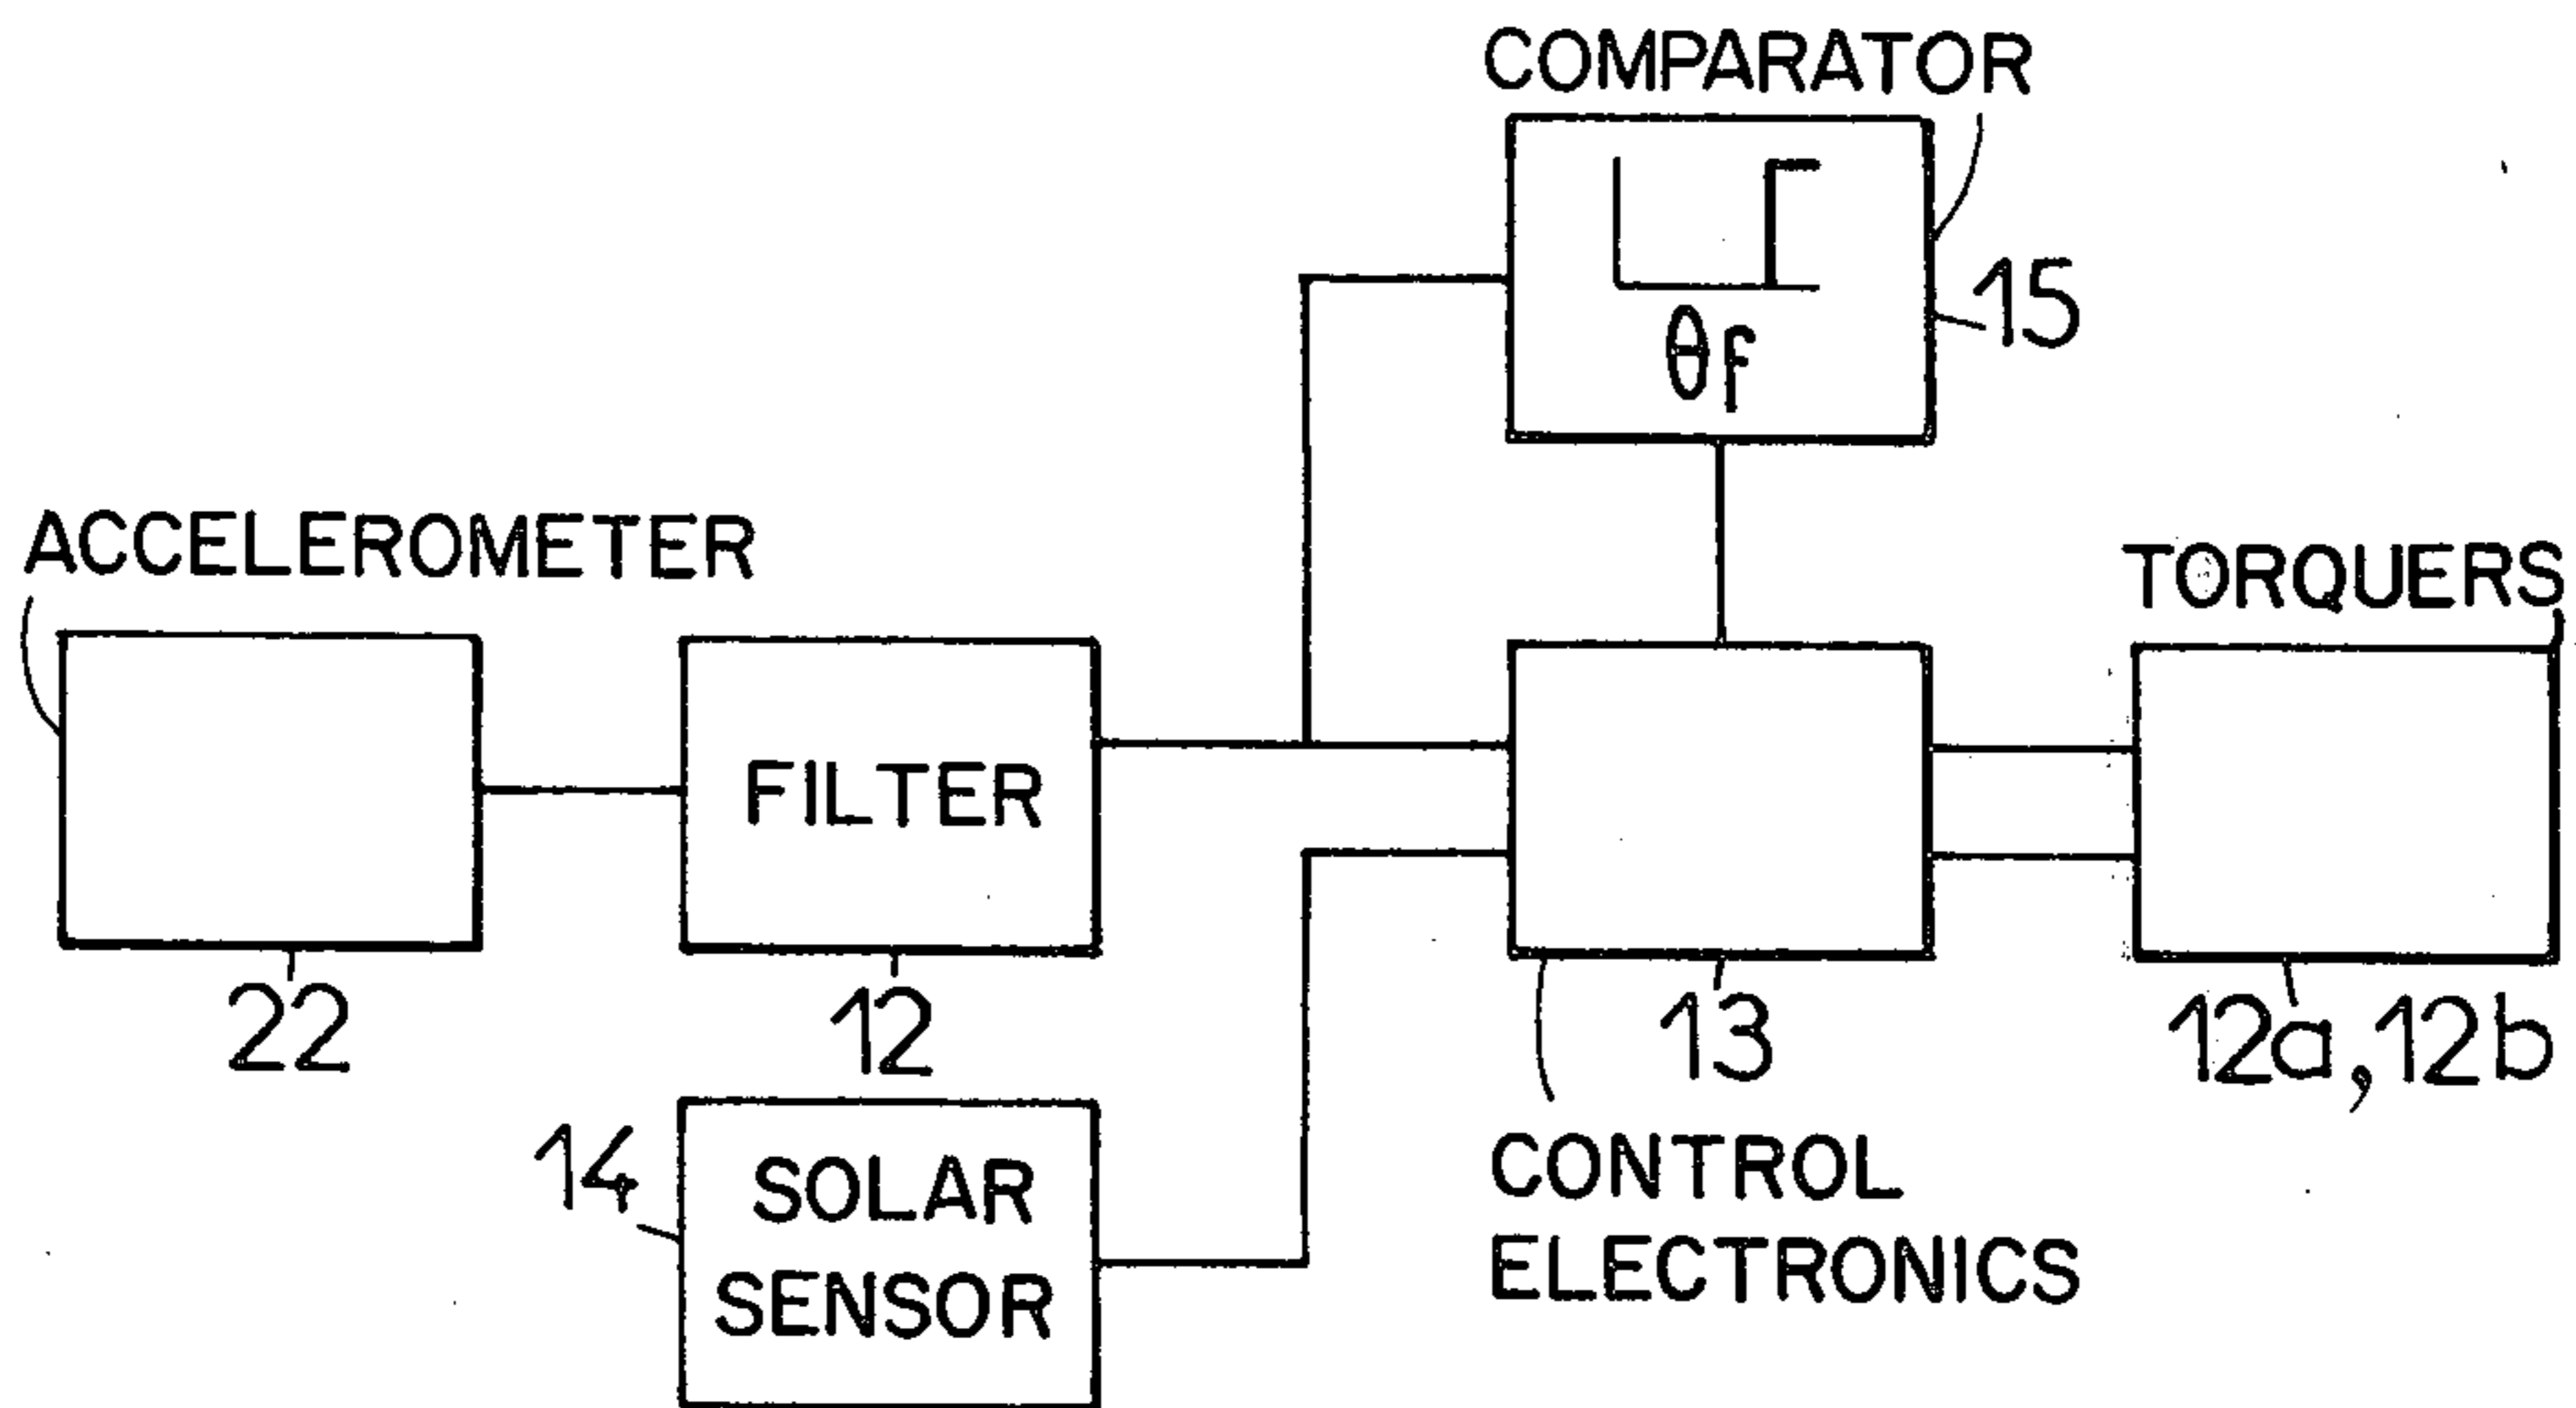 COMPARATOR
θf
15
ACCELEROMETER
TORQUERS
FILTER
22
12
13
12a, 12b
14
SOLAR
SENSOR
CONTROL
ELECTRONICS